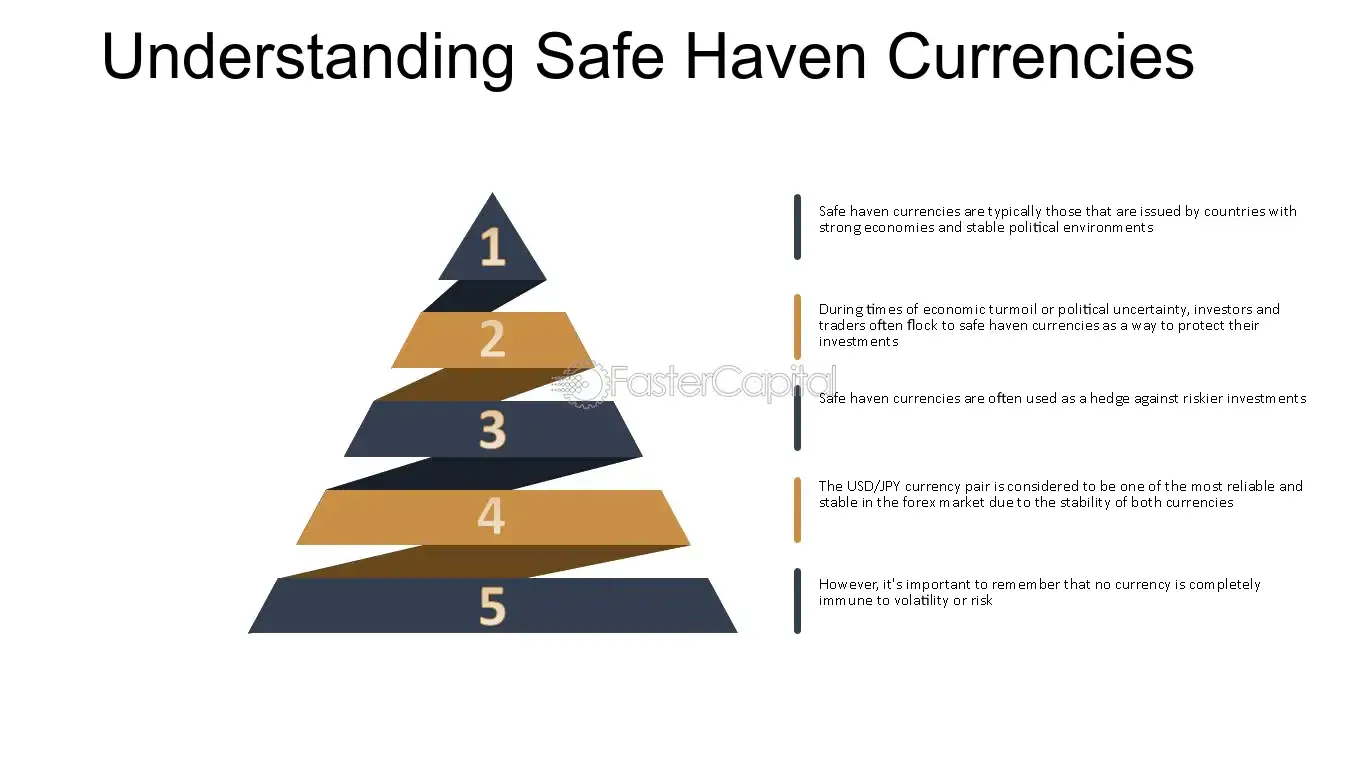 Understanding Safe Haven Currencies
1
Safe haven currencies are typically those that are issued by countries with
strong economies and stable political environments
2
During times of economic turmoil or political uncertainty, investors and
traders often flock to safe haven currencies as a way to protect their
investments
FasterCapital
3
Safe haven currencies are often used as a hedge against riskier investments
4
The USD/JPY currency pair is considered to be one of the most reliable and
stable in the forex market due to the stability of both currencies
5
However, it's important to remember that no currency is completely
immune to volatility or risk